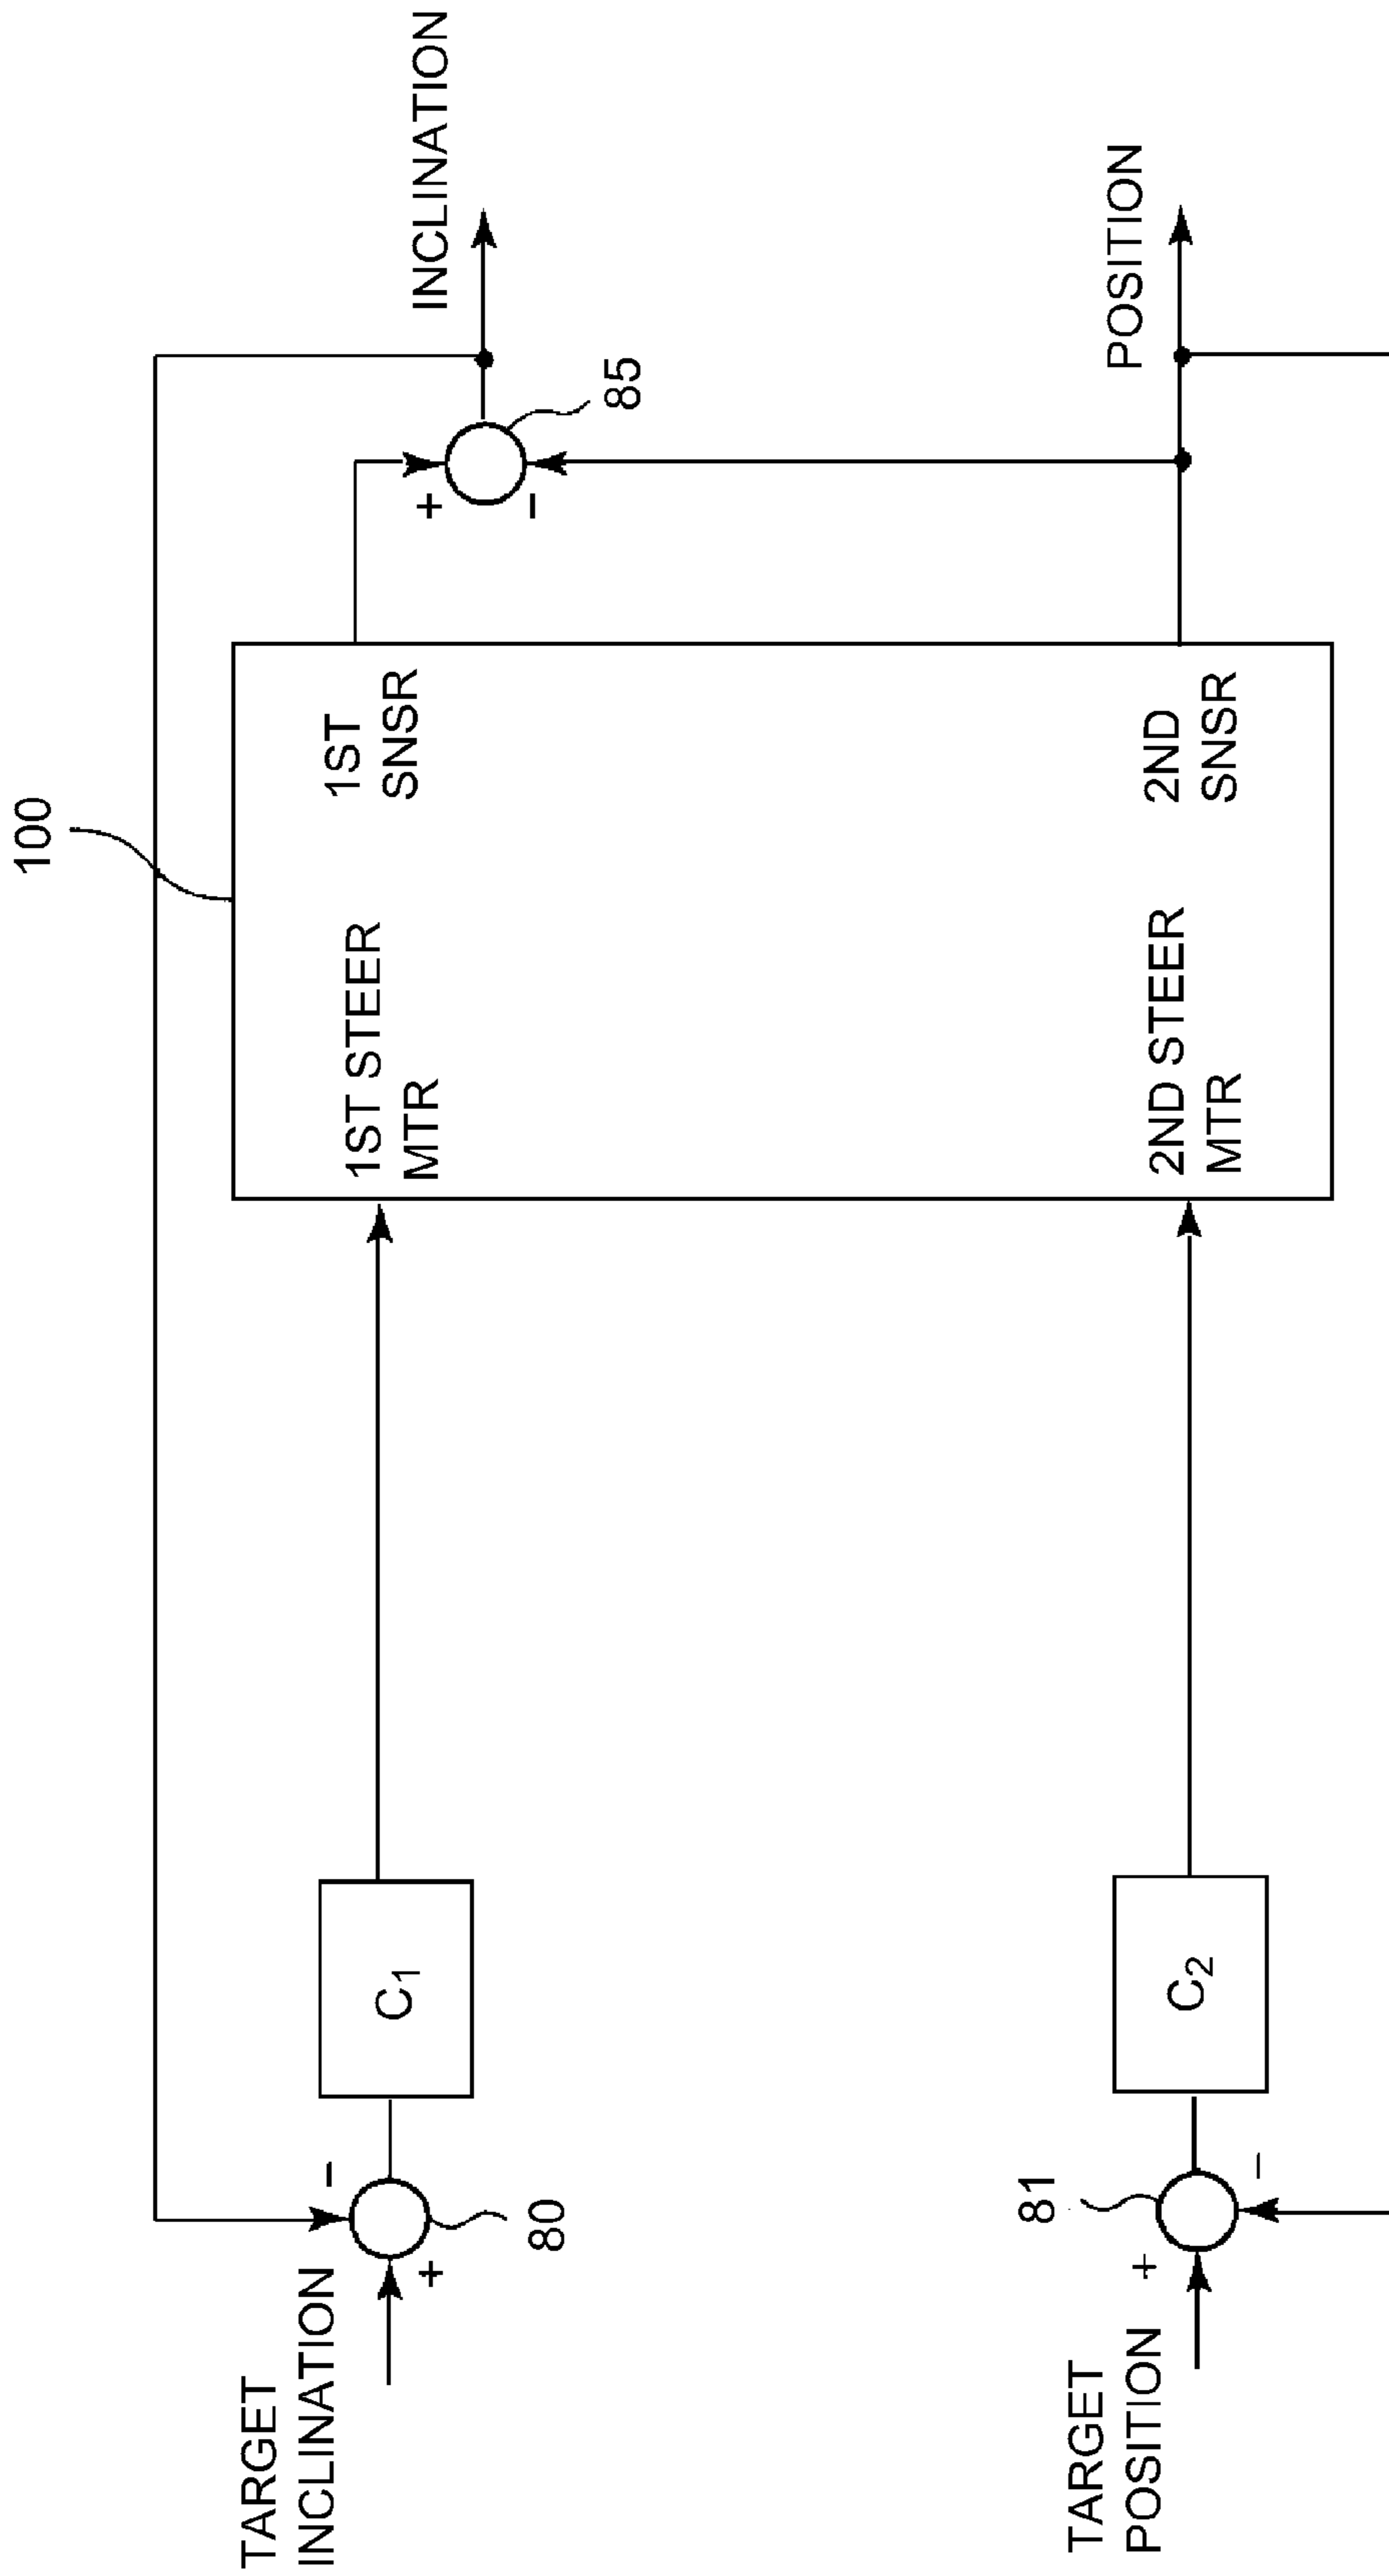 100
TARGET
INCLINATION
+
−
80
C1
1ST STEER
MTR
1ST
SNSR
+
−
85
INCLINATION
TARGET
POSITION
+
−
81
C2
2ND STEER
MTR
2ND
SNSR
POSITION